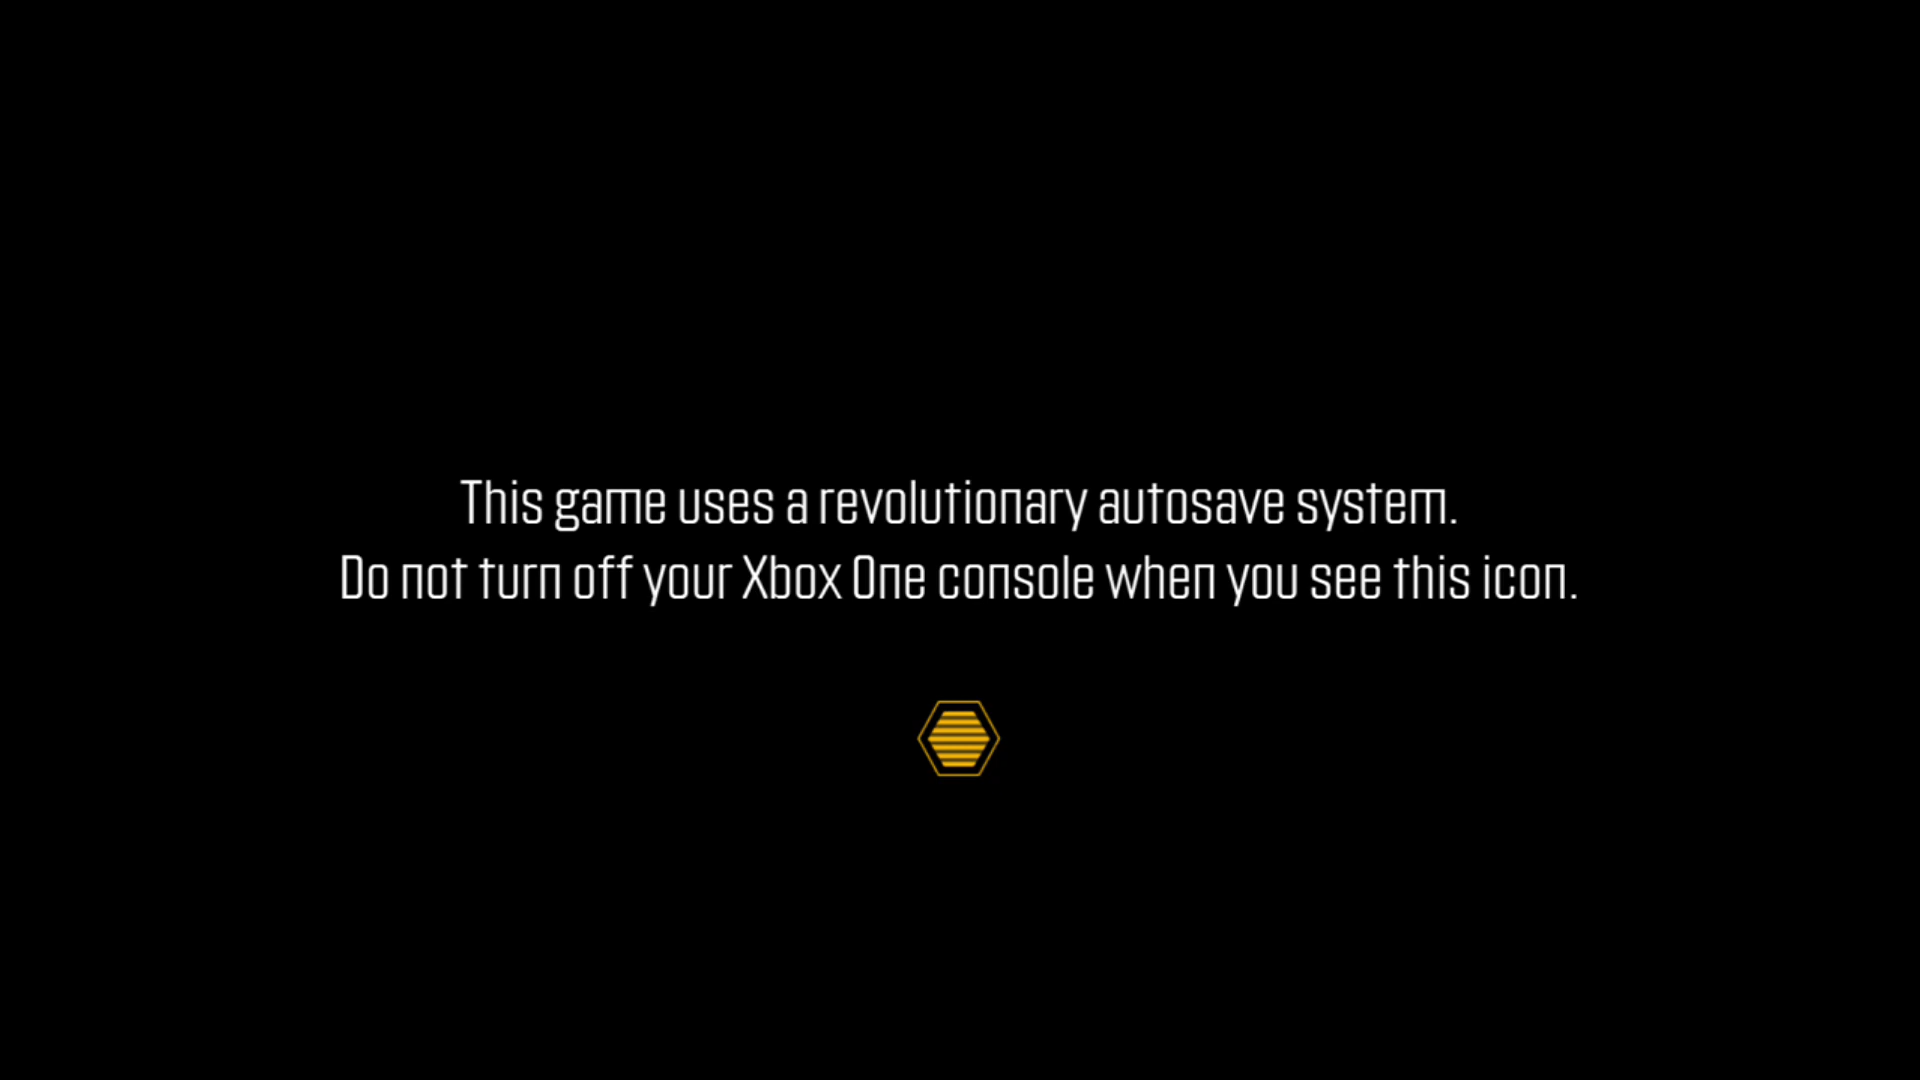 This game uses a revolutionary autosave system.
Do not turn off your Xbox One console when you see this icon.